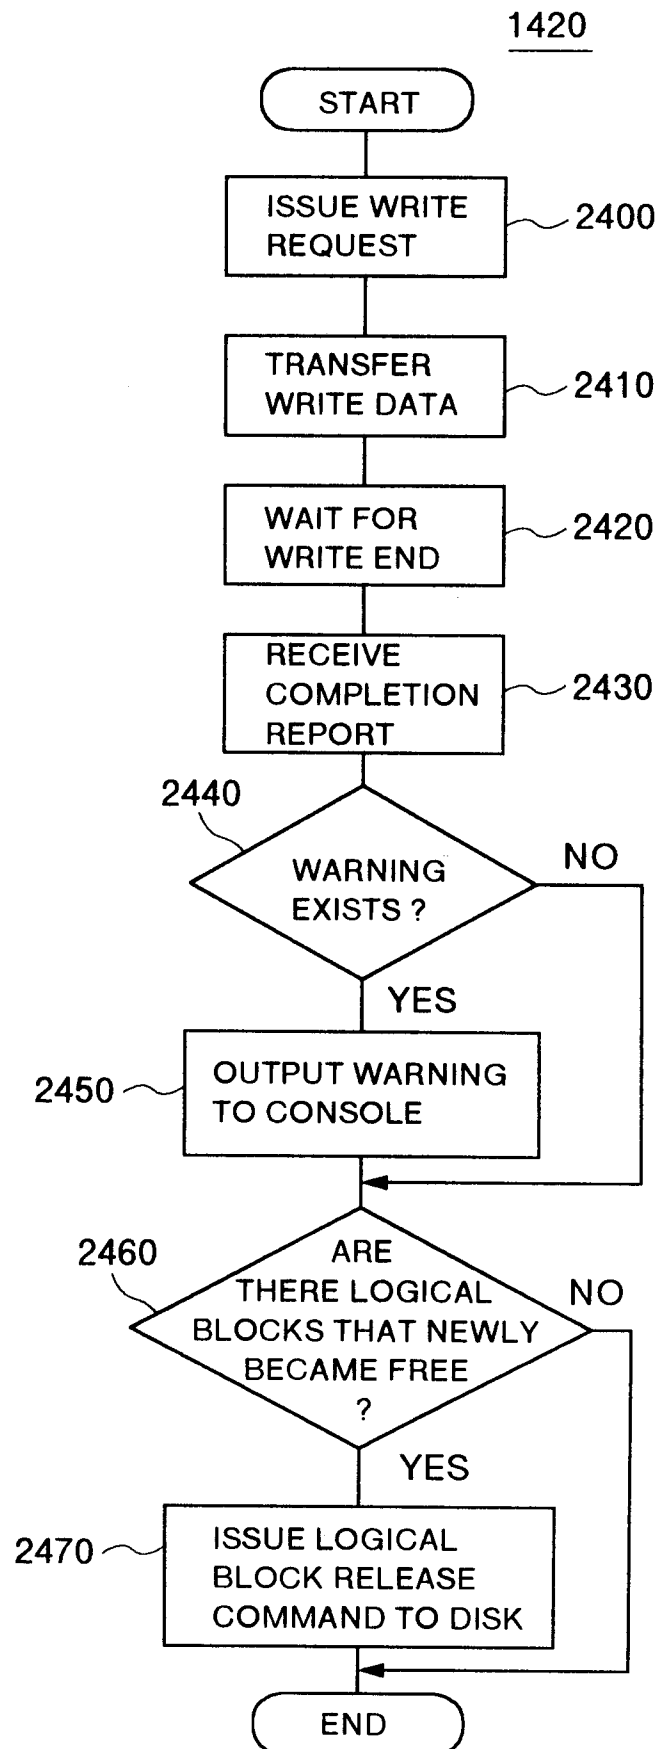 1420
START
ISSUE WRITE
REQUEST
2400
TRANSFER
WRITE DATA
2410
WAIT FOR
WRITE END
2420
RECEIVE
COMPLETION
REPORT
2430
2440
WARNING
EXISTS ?
NO
YES
2450
OUTPUT WARNING
TO CONSOLE
2460
ARE
THERE LOGICAL
BLOCKS THAT NEWLY
BECAME FREE
?
NO
YES
2470
ISSUE LOGICAL
BLOCK RELEASE
COMMAND TO DISK
END